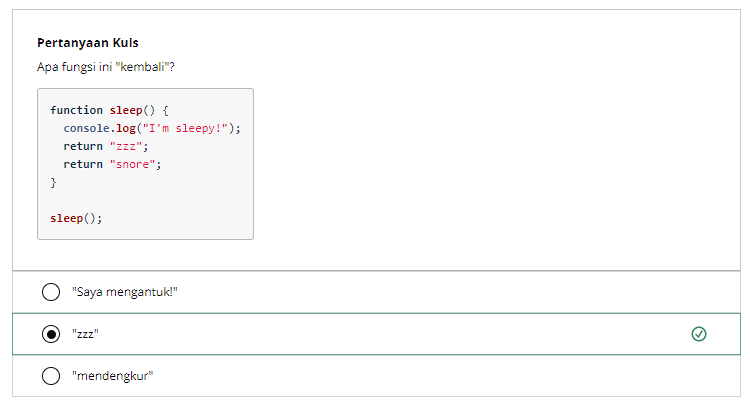 Pertanyaan Kuis
Apa fungsi ini "kembali"?
function sleep() {
  console.log("I'm sleepy!");
  return "zzz";
  return "snore";
}
sleep();
"Saya mengantuk!"
"zzz"
"mendengkur"